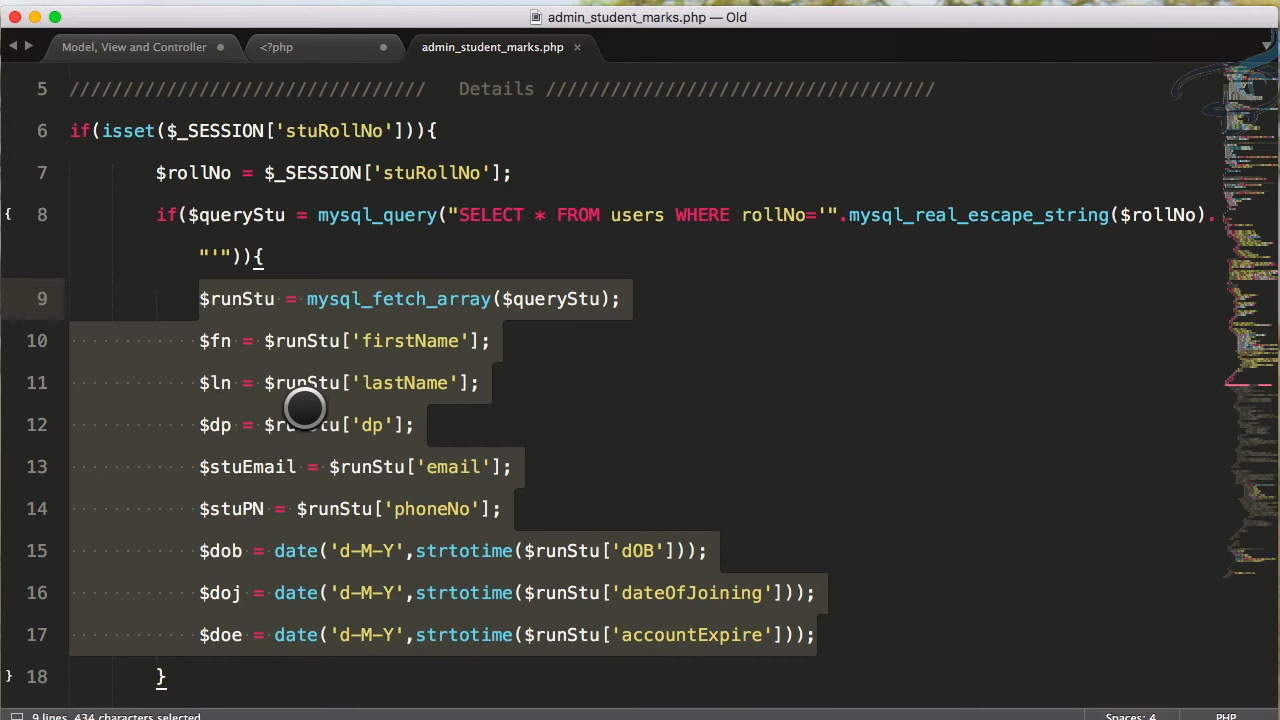 admin_student_marks.php — Old
Model, View and Controller
<?php
admin_student_marks.php
5 ///////////////////////////////// Details /////////////////////////////////////
6 if(isset($_SESSION['stuRollNo'])){
7 $rollNo = $_SESSION['stuRollNo'];
8 if($queryStu = mysql_query("SELECT * FROM users WHERE rollNo='".mysql_real_escape_string($rollNo).
"'")){
9 $runStu = mysql_fetch_array($queryStu);
10 $fn = $runStu['firstName'];
11 $ln = $runStu['lastName'];
12 $dp = $runStu['dp'];
13 $stuEmail = $runStu['email'];
14 $stuPN = $runStu['phoneNo'];
15 $dob = date('d-M-Y',strtotime($runStu['dOB']));
16 $doj = date('d-M-Y',strtotime($runStu['dateOfJoining']));
17 $doe = date('d-M-Y',strtotime($runStu['accountExpire']));
18 }
9 lines, 434 characters selected
Spaces: 4
PHP